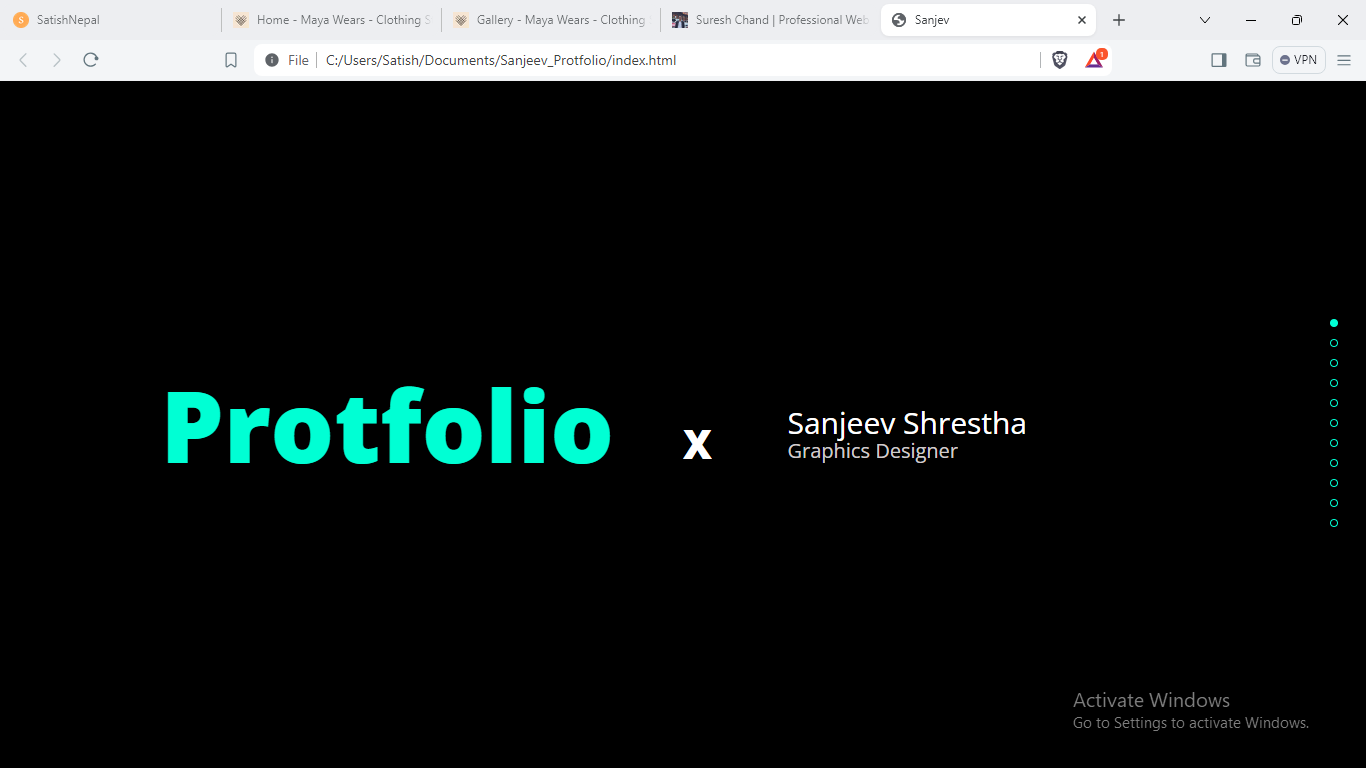 SatishNepal
Home - Maya Wears - Clothing S
Gallery - Maya Wears - Clothing
Suresh Chand | Professional Web
Sanjev
File
C:/Users/Satish/Documents/Sanjeev_Protfolio/index.html
1
VPN
Protfolio
x
Sanjeev Shrestha
Graphics Designer
Activate Windows
Go to Settings to activate Windows.